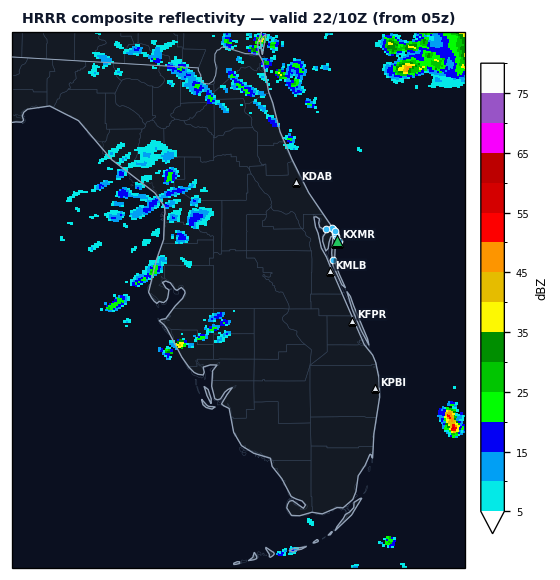 HRRR composite reflectivity — valid 22/10Z (from 05z)
KDAB
KXMR
KMLB
KFPR
KPBI
75
65
55
45
35
25
15
5
dBZ